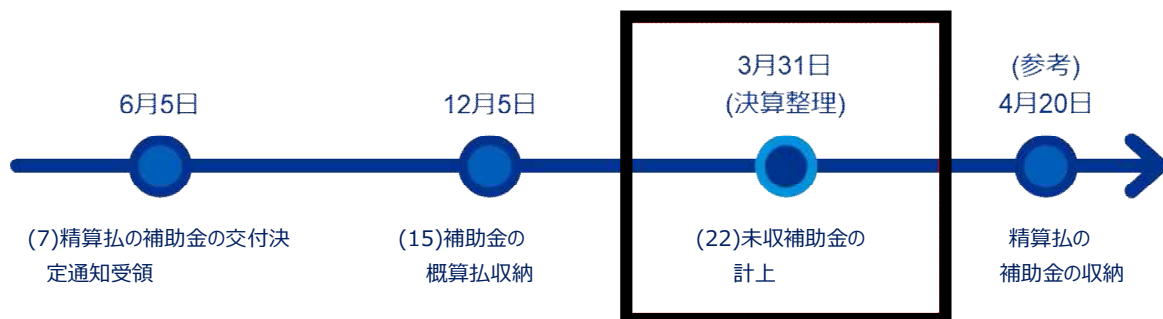 6月5日
12月5日
3月31日
(決算整理)
(参考)
4月20日
(7)精算払の補助金の交付決
定通知受領
(15)補助金の
概算払収納
(22)未収補助金の
計上
精算払の
補助金の収納